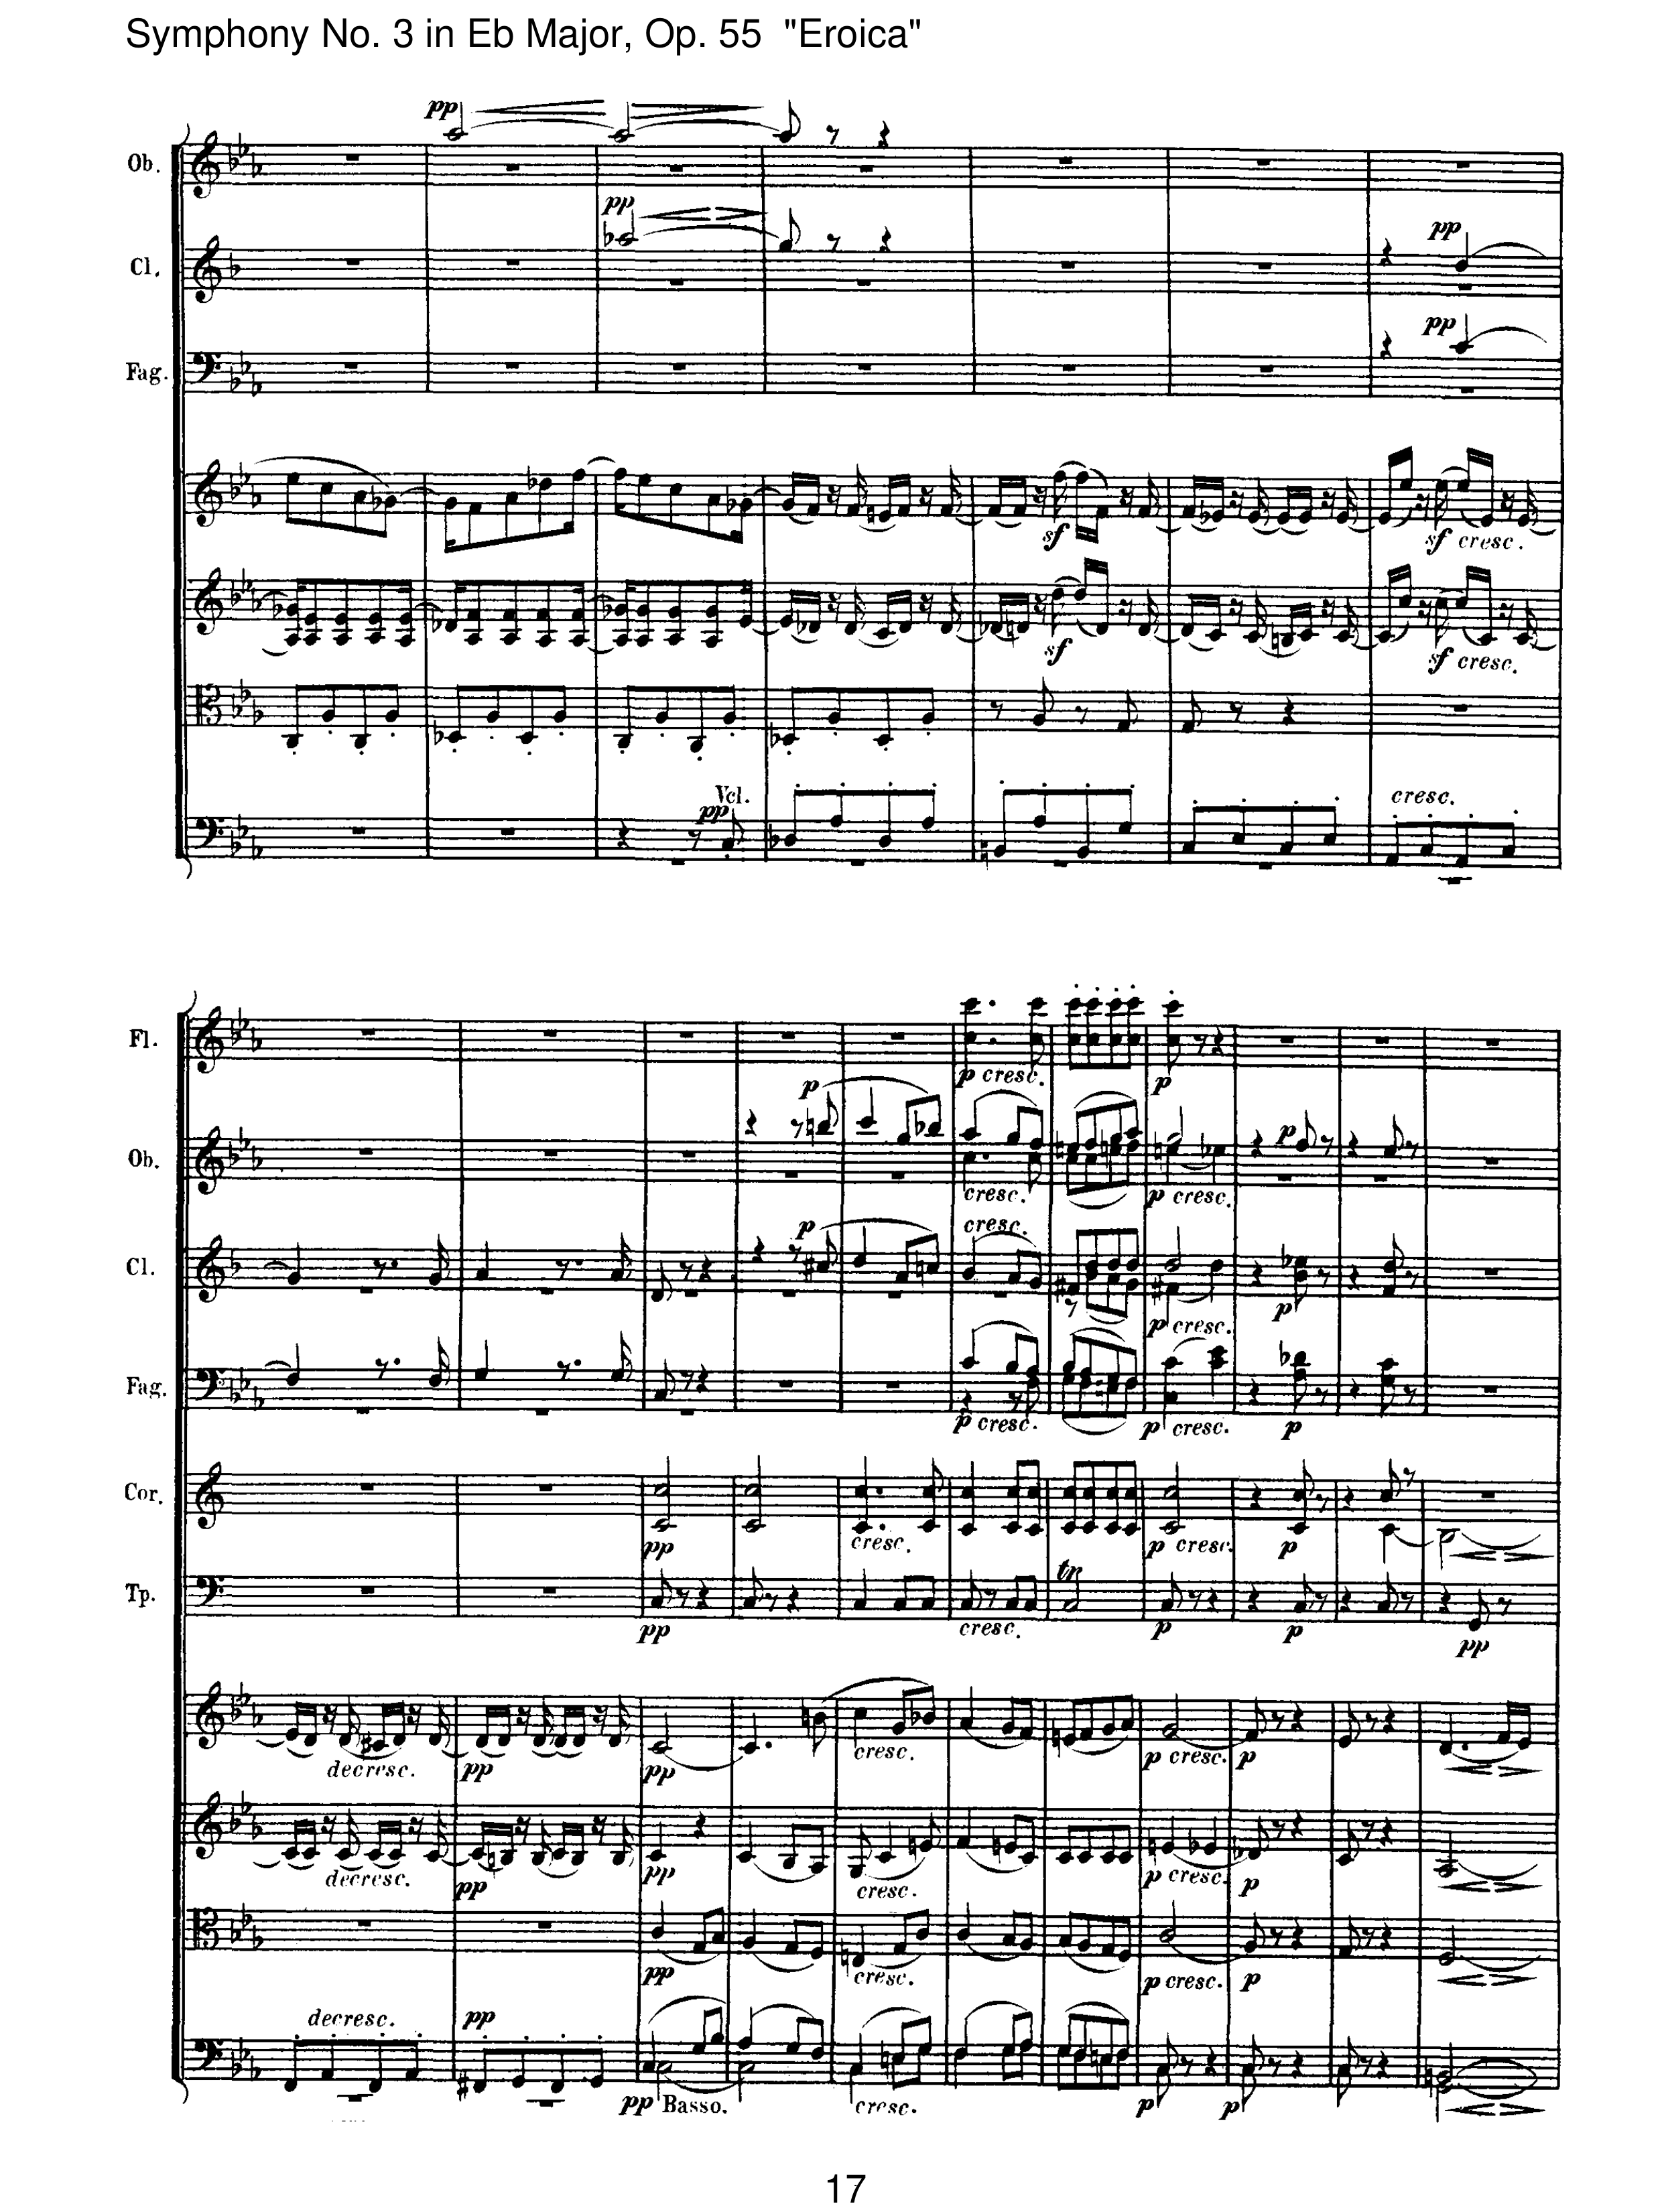 Symphony No. 3 in Eb Major, Op. 55 "Eroica"
pp
Ob.
pp
Cl.
pp
pp
Fag.
sf
sf cresc.
sf
sf cresc.
Vcl.
pp
cresc.
Fl.
p cresc.
p
p
p
Ob.
cresc.
p cresc.
p
cresc.
Cl.
p
p cresc.
Fag.
p cresc.
p cresc.
p
Cor.
pp
cresc.
p cresc.
p
tr
Tp.
pp
cresc.
p
p
pp
decresc.
pp
pp
cresc.
p cresc.
p
decresc.
pp
pp
cresc.
p cresc.
p
pp
cresc.
p cresc.
p
decresc.
pp
pp Basso.
cresc.
p
p
17